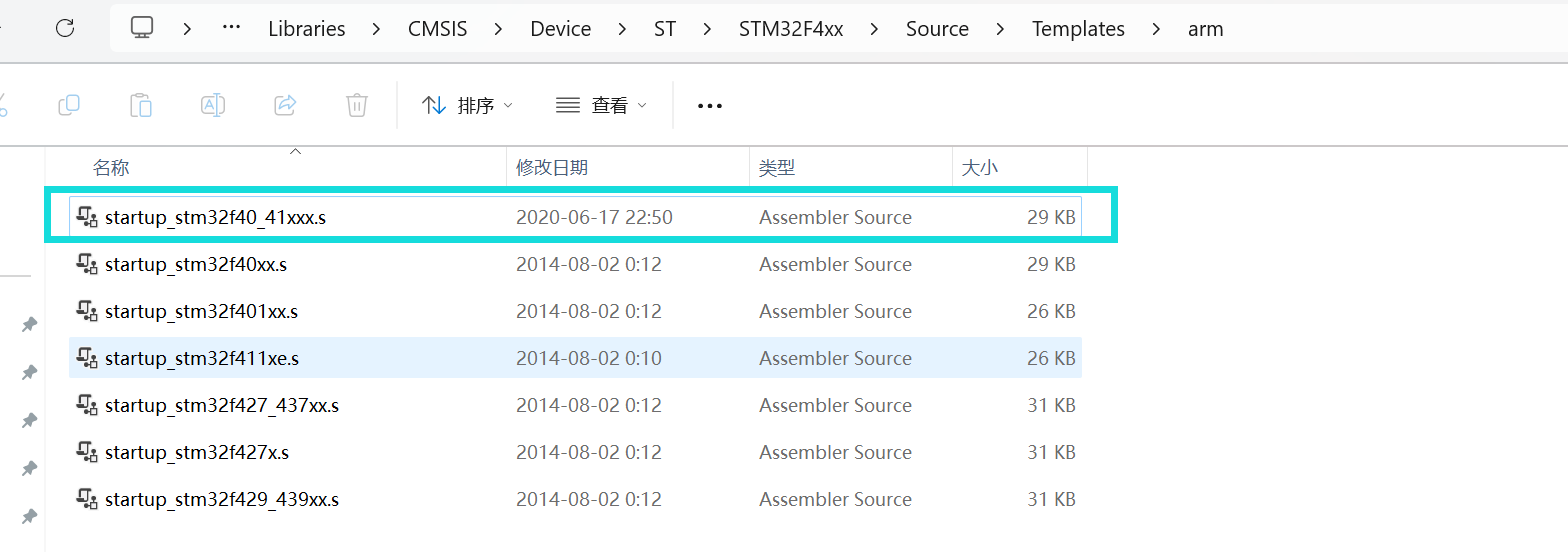 … Libraries > CMSIS > Device > ST > STM32F4xx > Source > Templates > arm
A 排序 查看 …
名称 修改日期 类型 大小
startup_stm32f40_41xxx.s 2020-06-17 22:50 Assembler Source 29 KB
startup_stm32f40xx.s 2014-08-02 0:12 Assembler Source 29 KB
startup_stm32f401xx.s 2014-08-02 0:12 Assembler Source 26 KB
startup_stm32f411xe.s 2014-08-02 0:10 Assembler Source 26 KB
startup_stm32f427_437xx.s 2014-08-02 0:12 Assembler Source 31 KB
startup_stm32f427x.s 2014-08-02 0:12 Assembler Source 31 KB
startup_stm32f429_439xx.s 2014-08-02 0:12 Assembler Source 31 KB